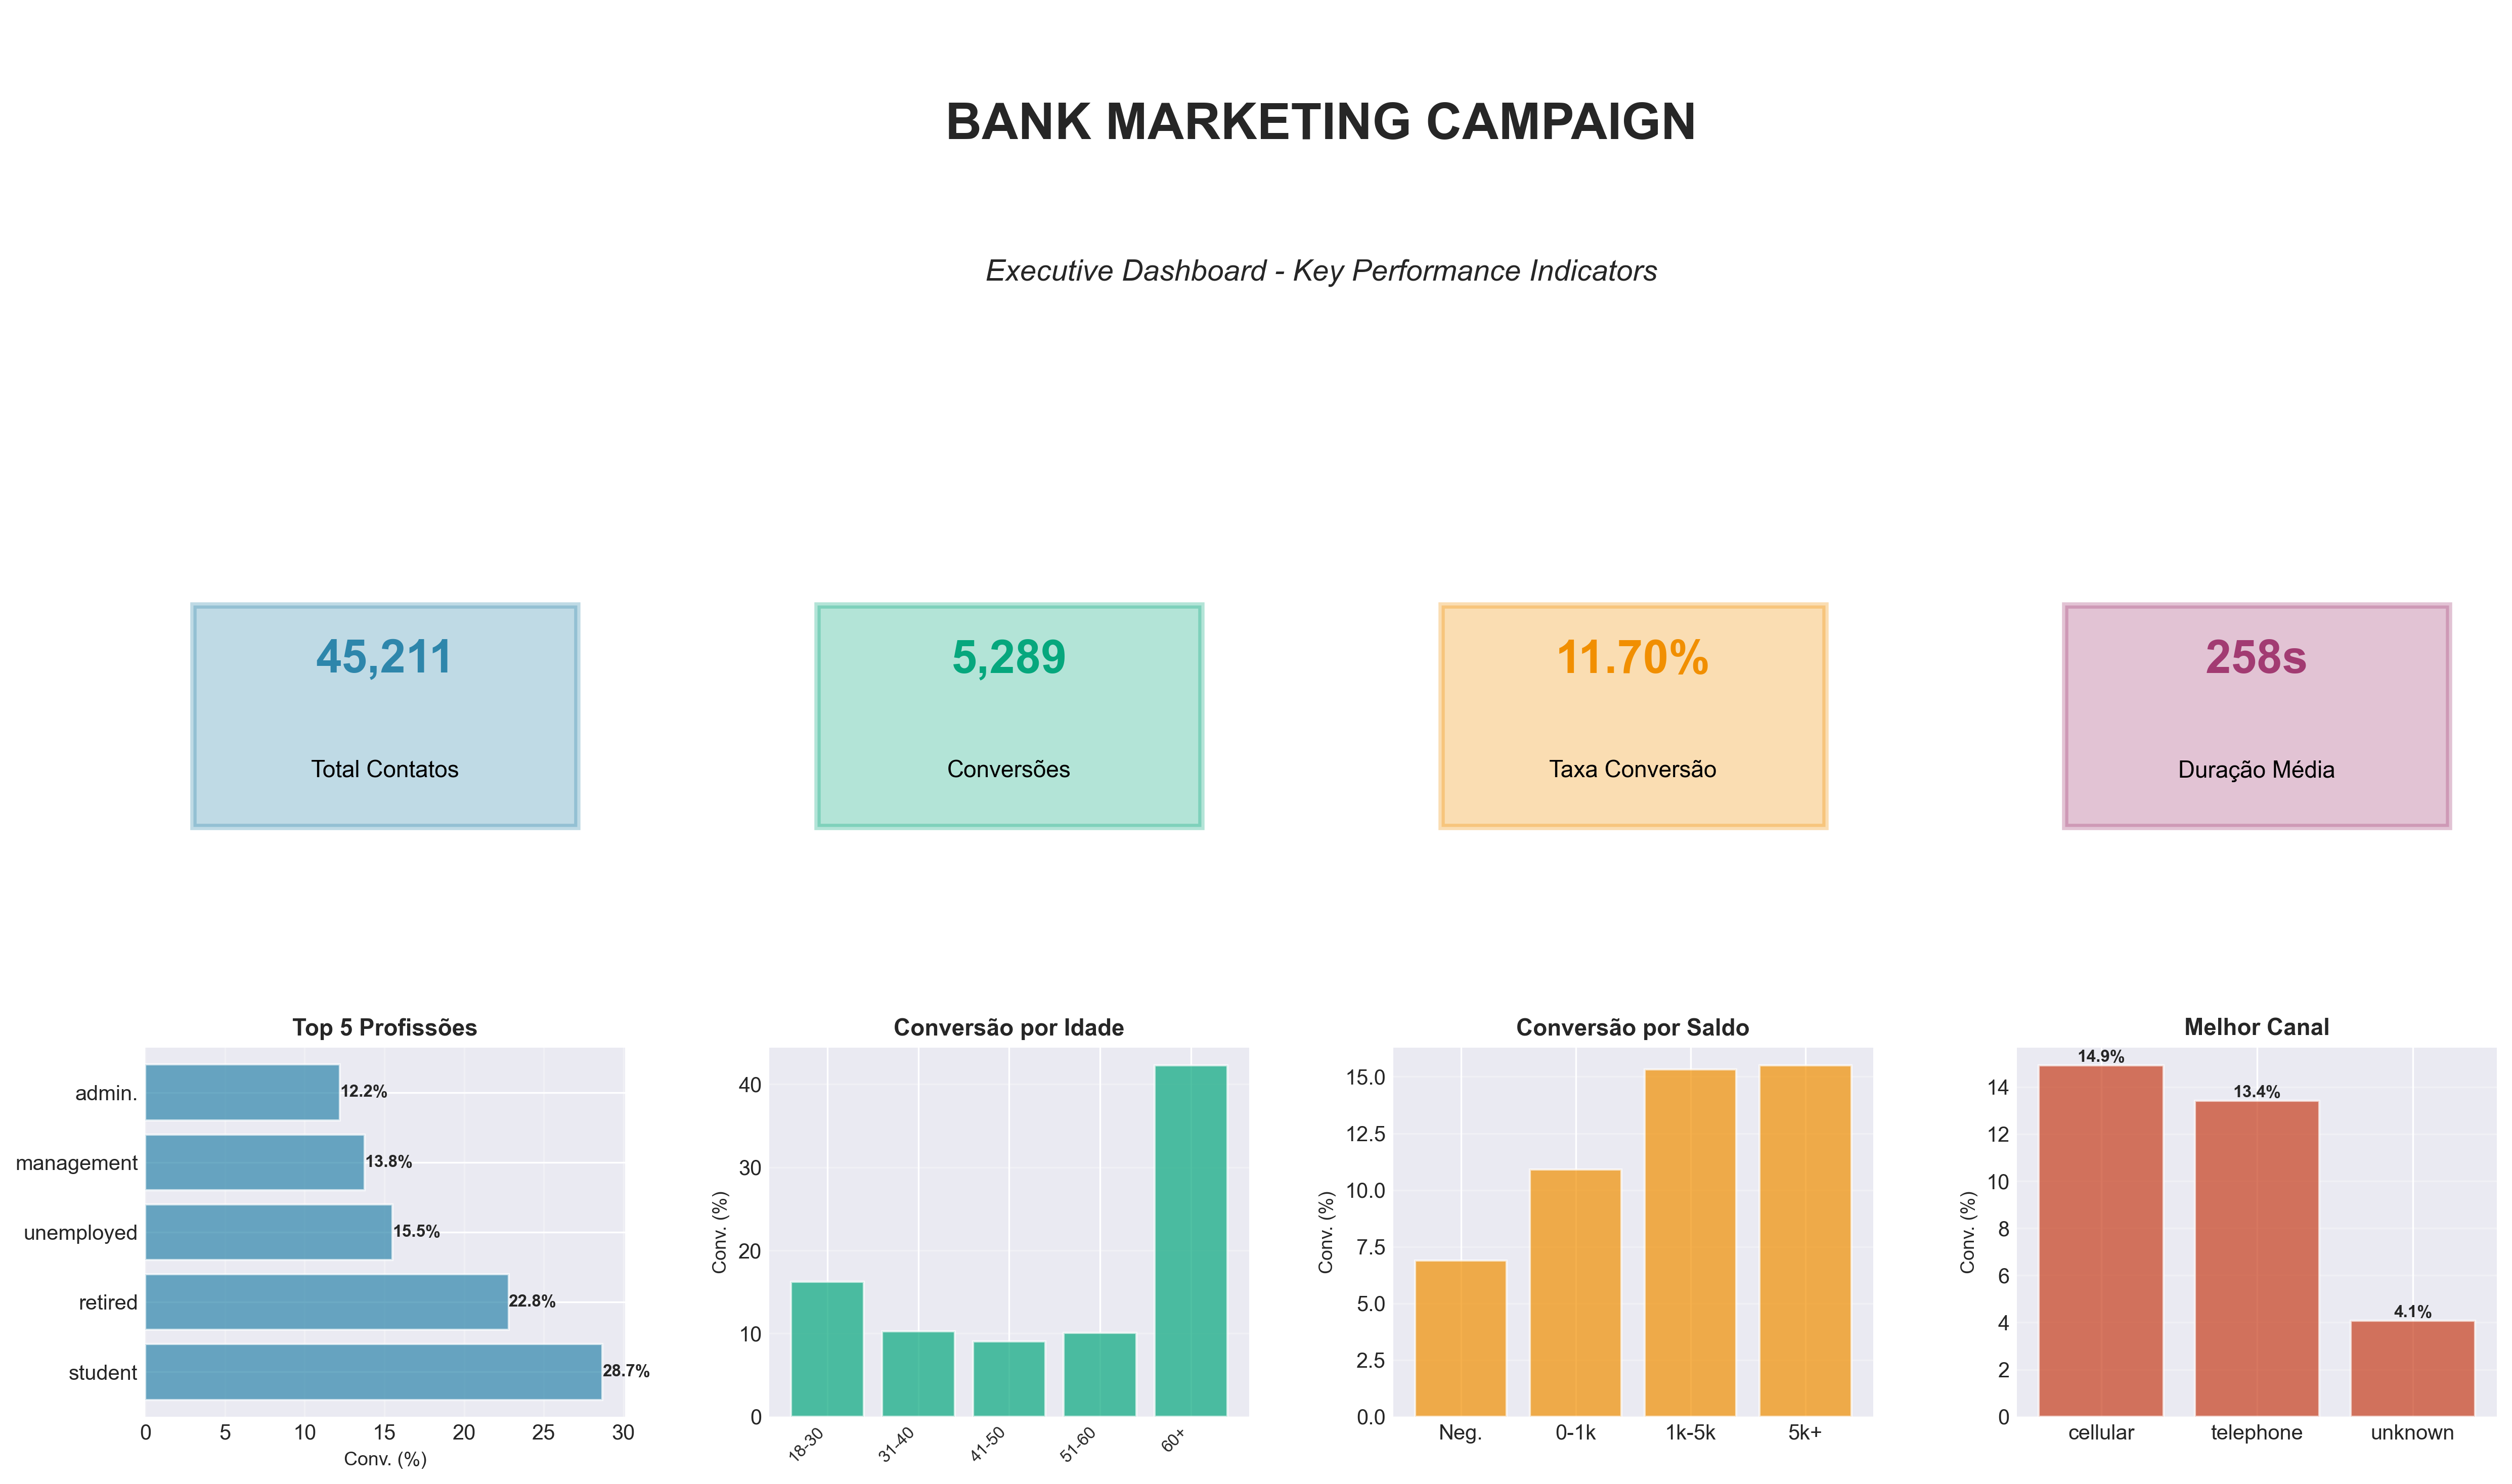 BANK MARKETING CAMPAIGN
Executive Dashboard - Key Performance Indicators
45,211
Total Contatos
5,289
Conversões
11.70%
Taxa Conversão
258s
Duração Média
Top 5 Profissões
admin.
12.2%
management
13.8%
unemployed
15.5%
retired
22.8%
student
28.7%
0 5 10 15 20 25 30
Conv. (%)
Conversão por Idade
Conv. (%)
40
30
20
10
0
18-30 31-40 41-50 51-60 60+
Conversão por Saldo
Conv. (%)
15.0
12.5
10.0
7.5
5.0
2.5
0.0
Neg. 0-1k 1k-5k 5k+
Melhor Canal
Conv. (%)
14
12
10
8
6
4
2
0
14.9%
13.4%
4.1%
cellular telephone unknown